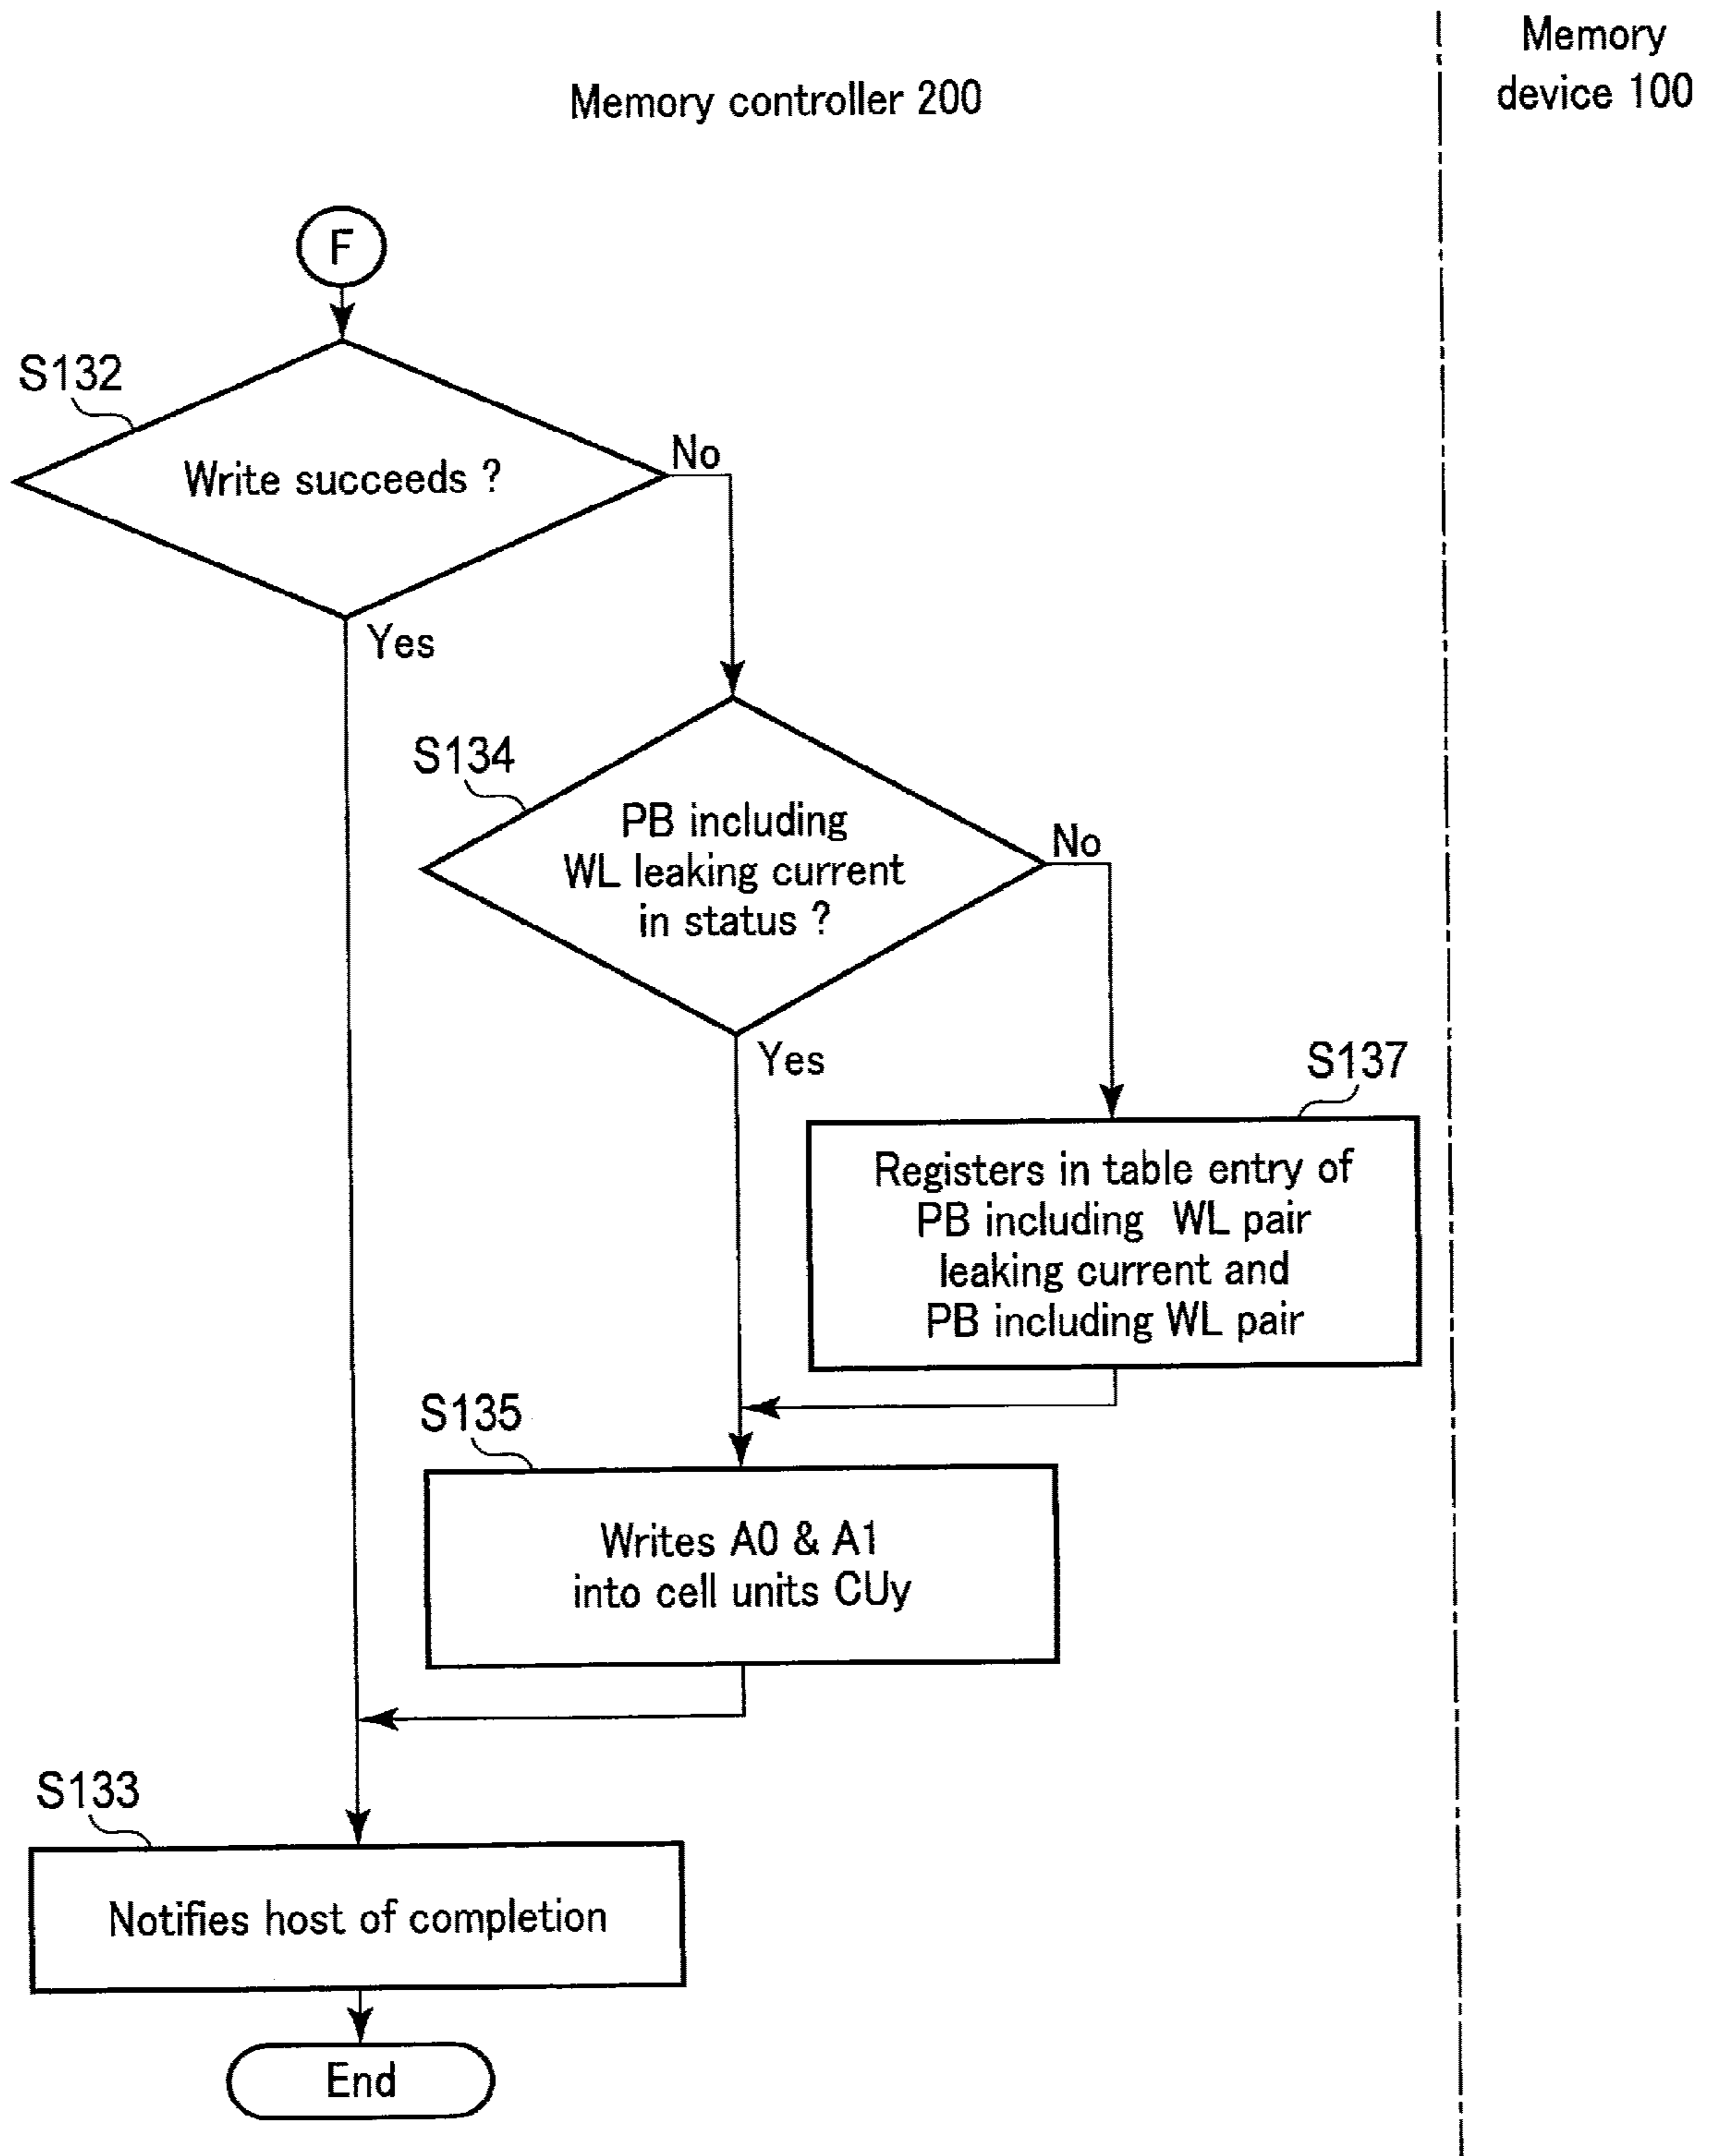 Memory
device 100
Memory controller 200
F
S132
Write succeeds ?
No
Yes
S134
PB including
WL leaking current
in status ?
No
Yes
S137
Registers in table entry of
PB including WL pair
leaking current and
PB including WL pair
S135
Writes A0 & A1
into cell units CUy
S133
Notifies host of completion
End